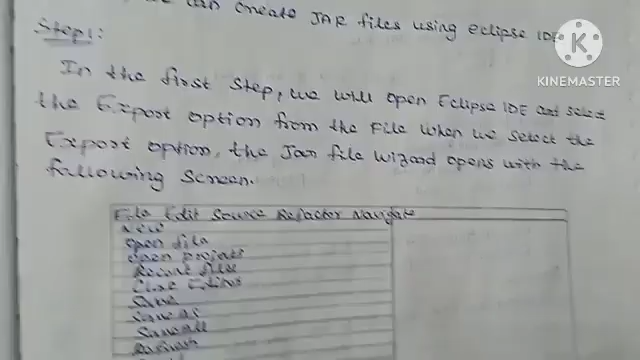 can create JAR files using eclipse IDE
Step1:
In the first step, we will open Eclipse IDE and select
the Export option from the File when we select the
Export option, the Jar file wizard opens with the
following screen.
File Edit Source Refactor Navigate
New
open file
open projects
Recent files
Close Editor
Save
Save as
Save all
Refresh
KINEMASTER